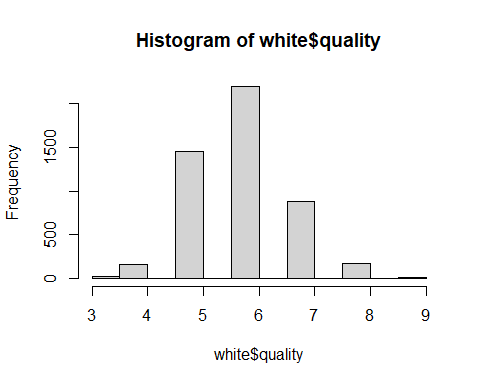 Histogram of white$quality
Frequency
1500
500
0
3 4 5 6 7 8 9
white$quality